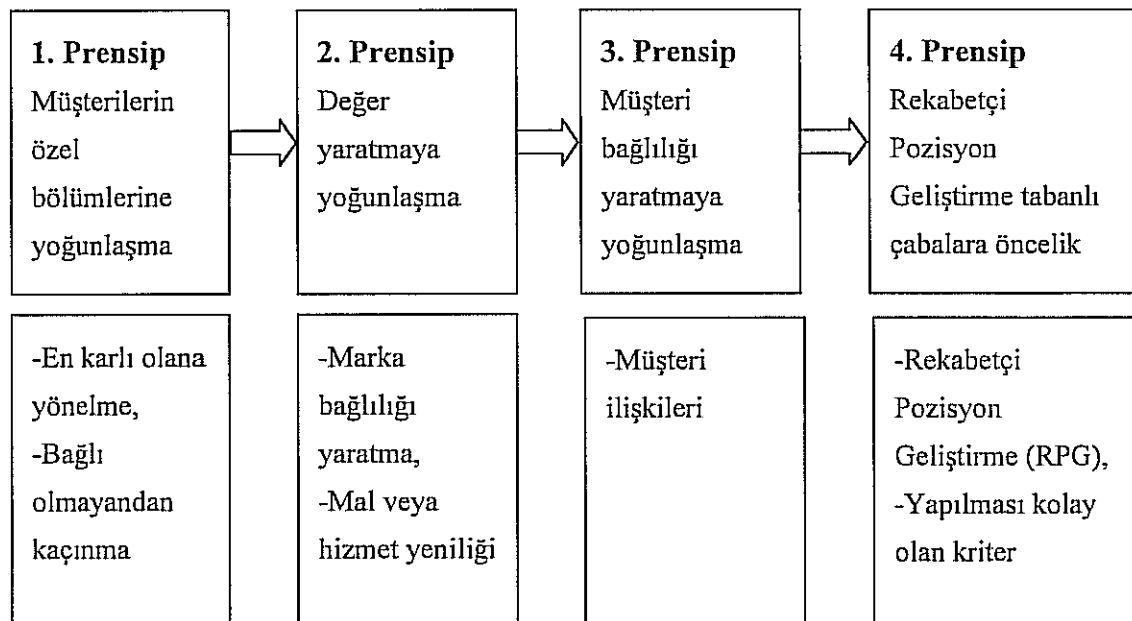 1. Prensip
Müşterilerin
özel
bölümlerine
yoğunlaşma
2. Prensip
Değer
yaratmaya
yoğunlaşma
3. Prensip
Müşteri
bağlılığı
yaratmaya
yoğunlaşma
4. Prensip
Rekabetçi
Pozisyon
Geliştirme tabanlı
çabalara öncelik
-En karlı olana
yönelme,
-Bağlı
olmayandan
kaçınma
-Marka
bağlılığı
yaratma,
-Mal veya
hizmet yeniliği
-Müşteri
ilişkileri
-Rekabetçi
Pozisyon
Geliştirme (RPG),
-Yapılması kolay
olan kriter